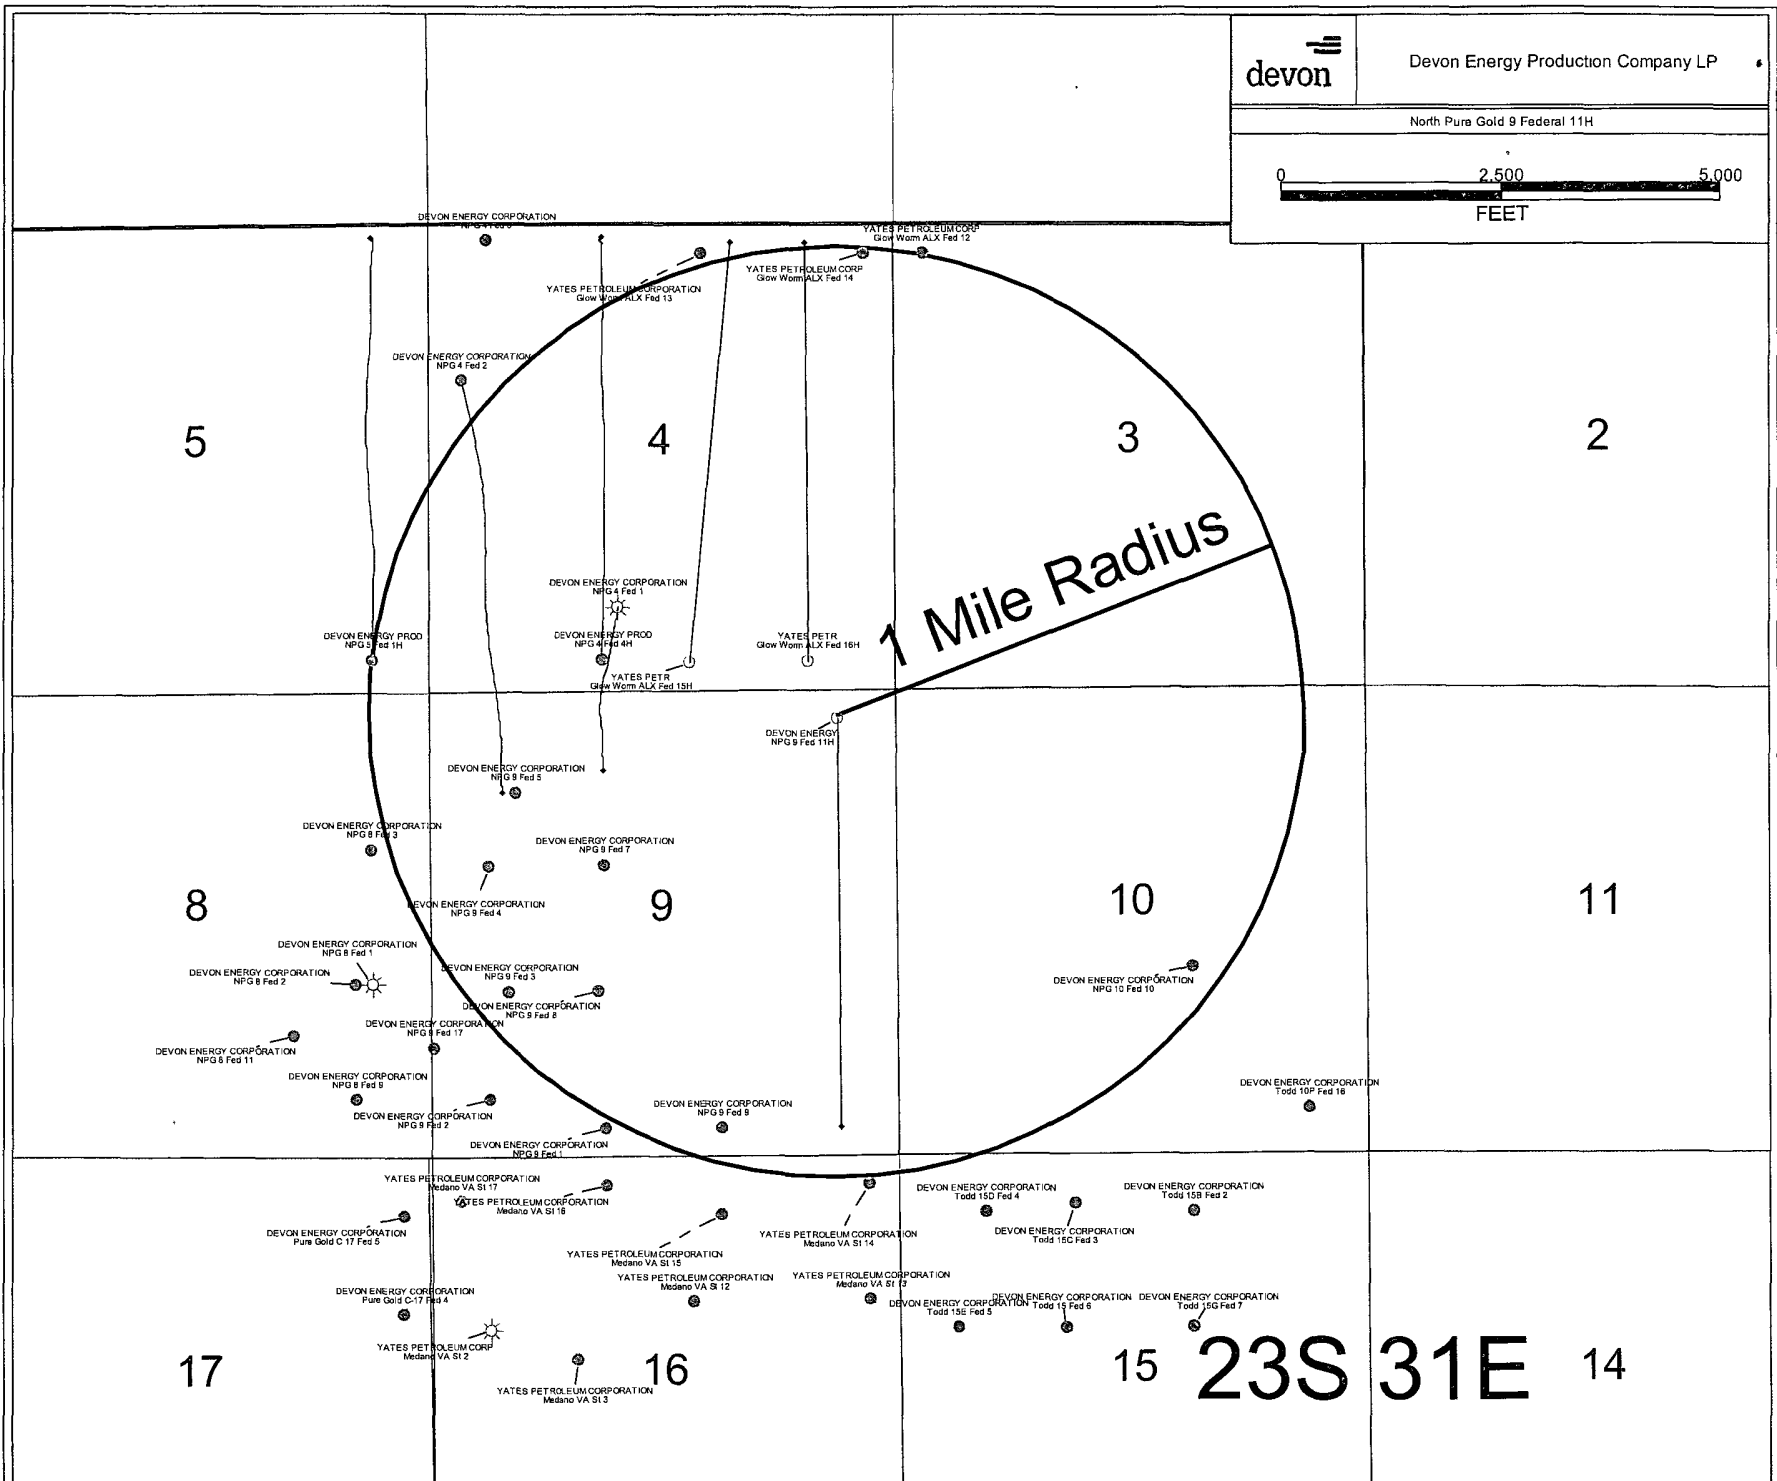 devon
Devon Energy Production Company LP
North Pure Gold 9 Federal 11H
0 2,500 5,000
FEET
DEVON ENERGY CORPORATION
YATES PETROLEUM CORP
Glow Worm ALX Fed 12
YATES PETROLEUM CORP
Glow Worm ALX Fed 14
YATES PETROLEUM CORPORATION
Glow Worm ALX Fed 13
DEVON ENERGY CORPORATION
NPG 4 Fed 2
5
4
3
2
1 Mile Radius
DEVON ENERGY CORPORATION
NPG 4 Fed 1
DEVON ENERGY PROD
NPG 5 Fed 1H
DEVON ENERGY PROD
NPG 4 Fed 4H
YATES PETR
Glow Worm ALX Fed 16H
YATES PETR
Glow Worm ALX Fed 15H
DEVON ENERGY
NPG 9 Fed 11H
DEVON ENERGY CORPORATION
NPG 9 Fed 5
DEVON ENERGY CORPORATION
NPG 8 Fed 3
DEVON ENERGY CORPORATION
NPG 9 Fed 7
DEVON ENERGY CORPORATION
NPG 9 Fed 4
8
9
10
11
DEVON ENERGY CORPORATION
NPG 8 Fed 1
DEVON ENERGY CORPORATION
NPG 8 Fed 2
DEVON ENERGY CORPORATION
NPG 9 Fed 3
DEVON ENERGY CORPORATION
NPG 9 Fed 8
DEVON ENERGY CORPORATION
NPG 10 Fed 10
DEVON ENERGY CORPORATION
Fed 17
DEVON ENERGY CORPORATION
NPG 8 Fed 11
DEVON ENERGY CORPORATION
NPG 8 Fed 9
DEVON ENERGY CORPORATION
NPG 9 Fed 2
DEVON ENERGY CORPORATION
NPG 9 Fed 9
DEVON ENERGY CORPORATION
Todd 10P Fed 16
DEVON ENERGY CORPORATION
NPG 9 Fed 1
YATES PETROLEUM CORPORATION
Medano VA St 17
YATES PETROLEUM CORPORATION
Medano VA St 16
DEVON ENERGY CORPORATION
Todd 15D Fed 4
DEVON ENERGY CORPORATION
Todd 15B Fed 2
DEVON ENERGY CORPORATION
Pure Gold C 17 Fed 5
YATES PETROLEUM CORPORATION
Medano VA St 14
DEVON ENERGY CORPORATION
Todd 15C Fed 3
YATES PETROLEUM CORPORATION
Medano VA St 15
YATES PETROLEUM CORPORATION
Medano VA St 12
YATES PETROLEUM CORPORATION
Medano VA St 13
DEVON ENERGY CORPORATION
Pure Gold C-17 Fed 4
DEVON ENERGY CORPORATION
Todd 15E Fed 5
DEVON ENERGY CORPORATION
Todd 15 Fed 6
DEVON ENERGY CORPORATION
Todd 15G Fed 7
YATES PETROLEUM CORP
Medano VA St 2
17
16
15
23S 31E
14
YATES PETROLEUM CORPORATION
Medano VA St 3